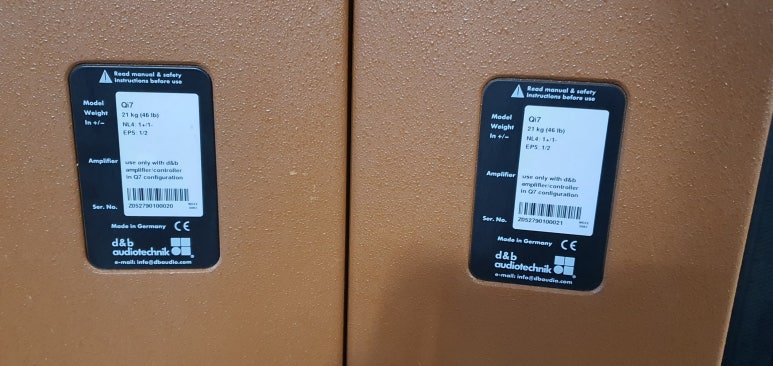 Read manual & safety
instructions before use
Model Qi7
Weight 21 kg (46 lb)
In +/– NL4: 1+/1-
EP5: 1/2
Amplifier use only with d&b
amplifier/controller
in Q7 configuration
Ser. No. Z052790100020
Made in Germany CE
d&b
audiotechnik
e-mail: info@dbaudio.com
Read manual & safety
instructions before use
Model Qi7
Weight 21 kg (46 lb)
In +/– NL4: 1+/1-
EP5: 1/2
Amplifier use only with d&b
amplifier/controller
in Q7 configuration
Ser. No. Z052790100021
Made in Germany CE
d&b
audiotechnik
e-mail: info@dbaudio.com